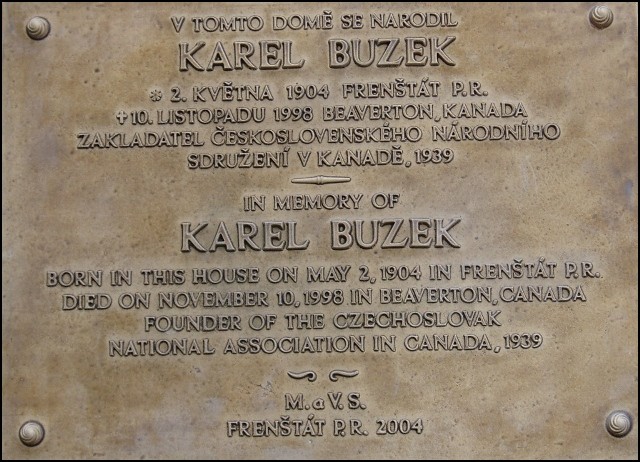 V TOMTO DOMĚ SE NARODIL
KAREL BUZEK
* 2. KVĚTNA 1904 FRENŠTÁT P.R.
✝ 10. LISTOPADU 1998 BEAVERTON, KANADA
ZAKLADATEL ČESKOSLOVENSKÉHO NÁRODNÍHO
SDRUŽENÍ V KANADĚ, 1939
IN MEMORY OF
KAREL BUZEK
BORN IN THIS HOUSE ON MAY 2, 1904 IN FRENŠTÁT P.R.
DIED ON NOVEMBER 10, 1998 IN BEAVERTON, CANADA
FOUNDER OF THE CZECHOSLOVAK
NATIONAL ASSOCIATION IN CANADA, 1939
M. a V. S.
FRENŠTÁT P.R. 2004